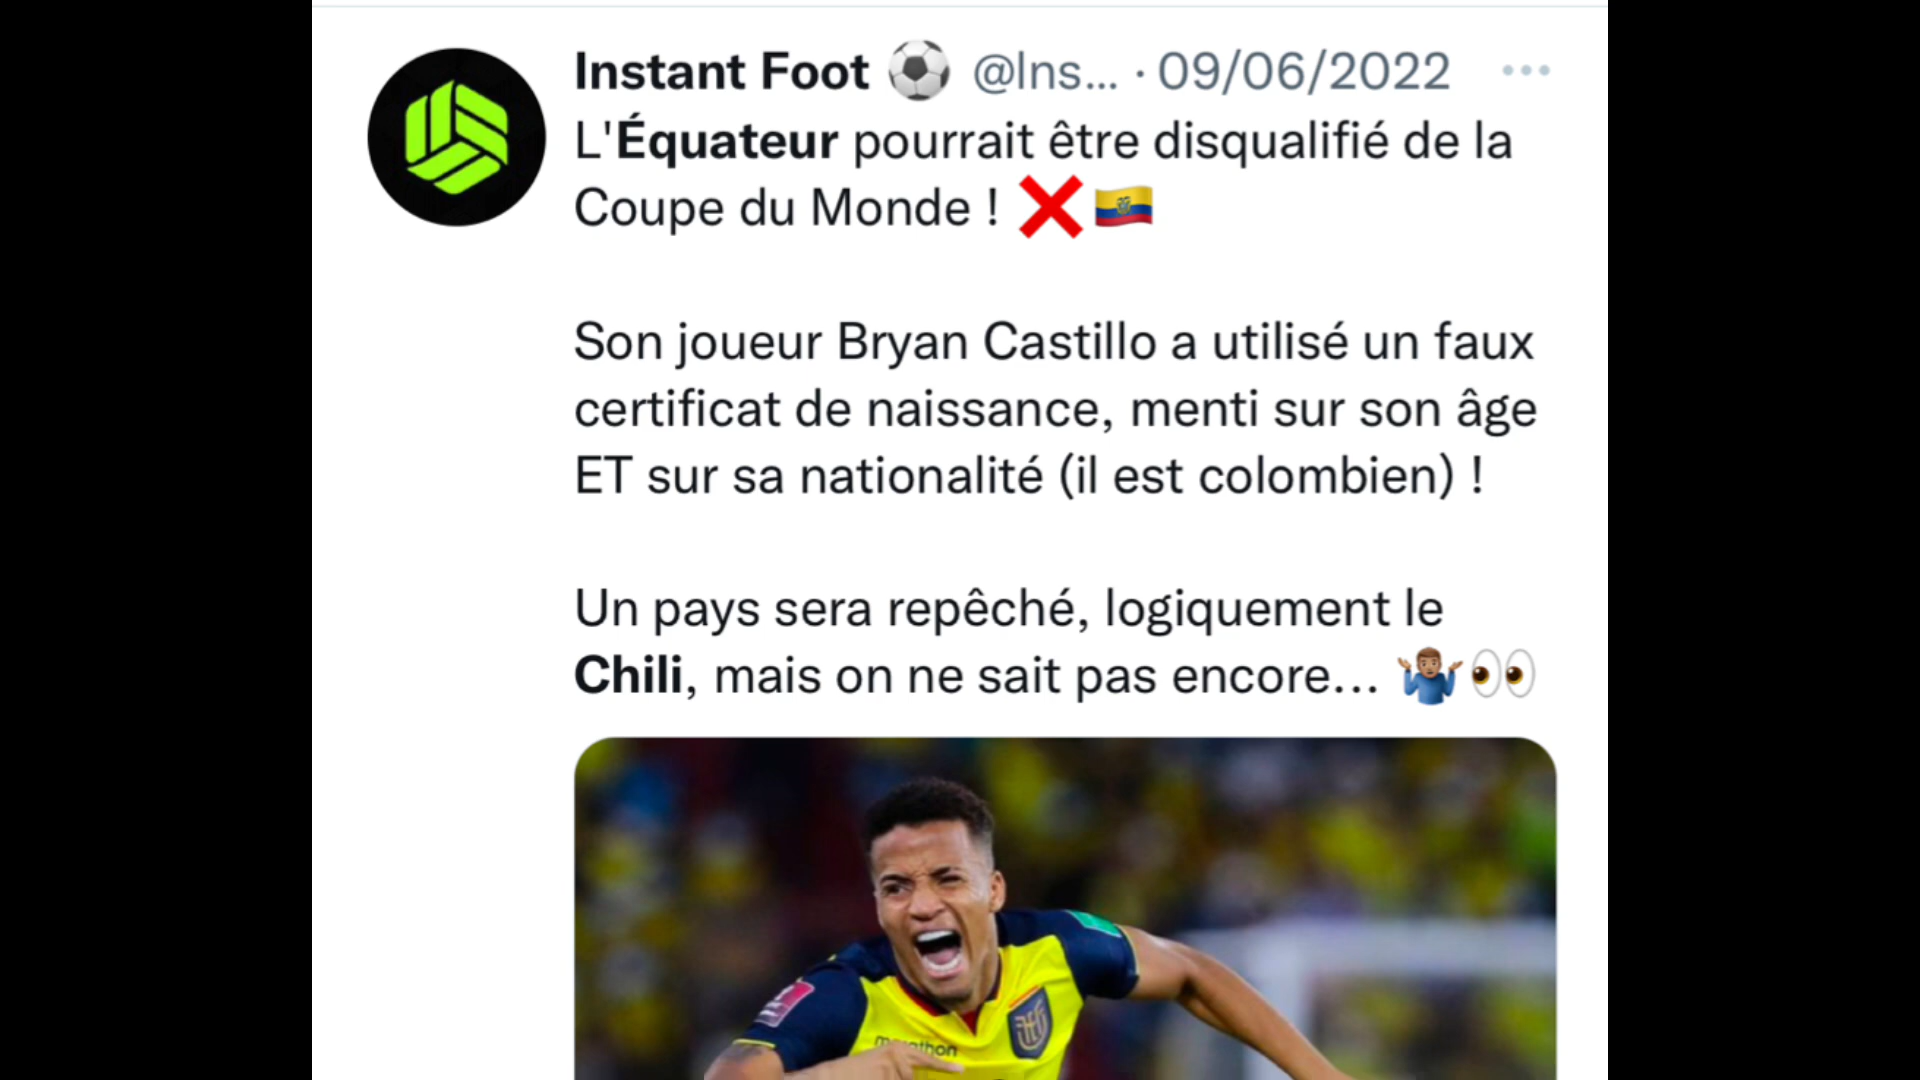 Instant Foot ⚽ @Ins... · 09/06/2022
L'Équateur pourrait être disqualifié de la
Coupe du Monde ! ❌🇪🇨
Son joueur Bryan Castillo a utilisé un faux
certificat de naissance, menti sur son âge
ET sur sa nationalité (il est colombien) !
Un pays sera repêché, logiquement le
Chili, mais on ne sait pas encore... 🤷🏽‍♂️👀
marathon